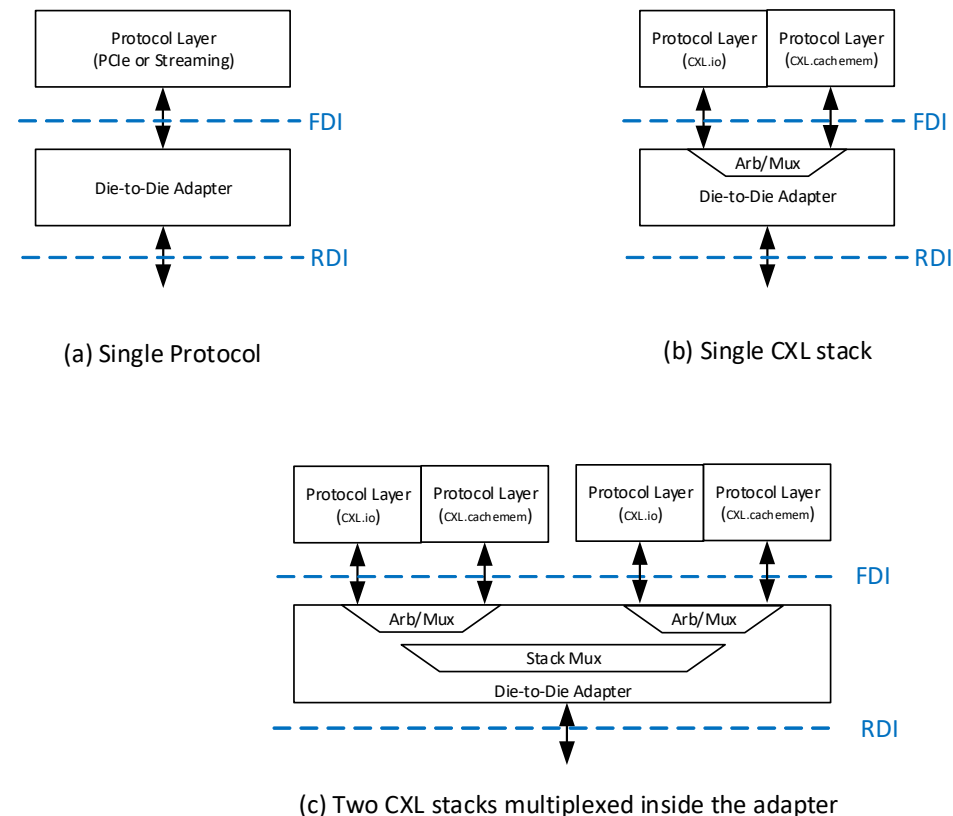 Protocol Layer
(PCIe or Streaming)
FDI
Die-to-Die Adapter
RDI
(a) Single Protocol
Protocol Layer
(CXL.io)
Protocol Layer
(CXL.cachemem)
FDI
Arb/Mux
Die-to-Die Adapter
RDI
(b) Single CXL stack
Protocol Layer
(CXL.io)
Protocol Layer
(CXL.cachemem)
Protocol Layer
(CXL.io)
Protocol Layer
(CXL.cachemem)
FDI
Arb/Mux
Arb/Mux
Stack Mux
Die-to-Die Adapter
RDI
(c) Two CXL stacks multiplexed inside the adapter